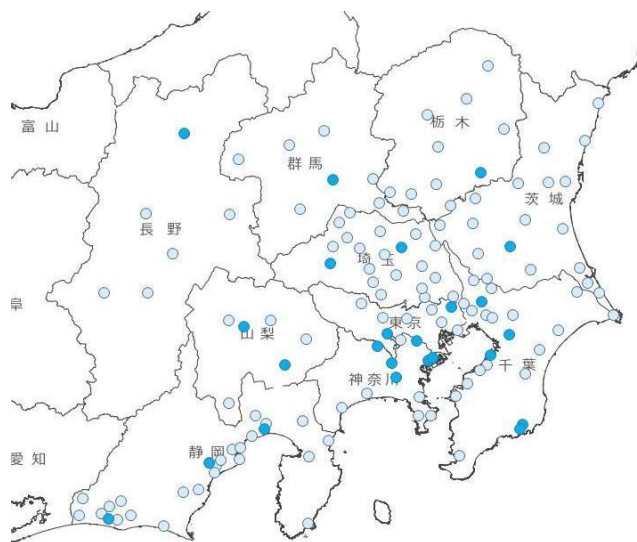 富山
栃木
群馬
茨城
長野
埼玉
阜
東京
山梨
千葉
神奈川
静岡
愛知